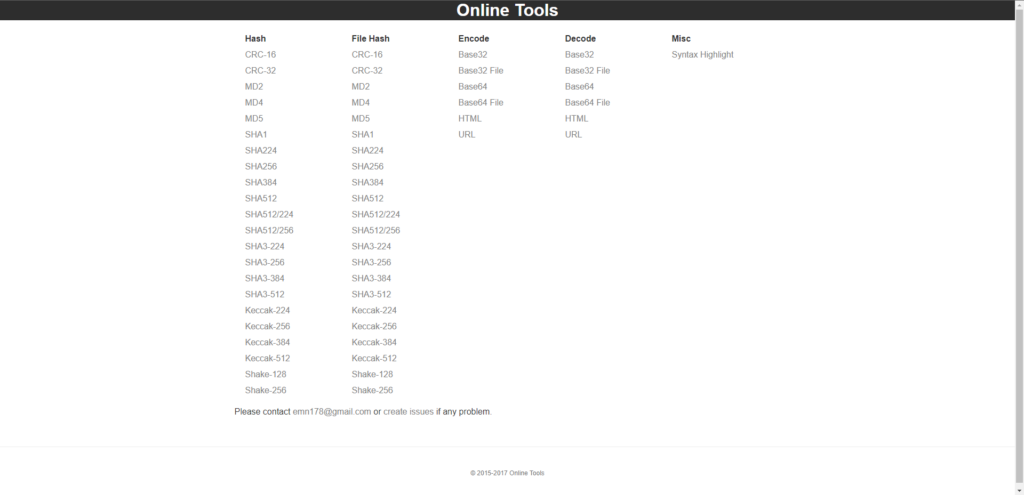 Online Tools
Hash
CRC-16
CRC-32
MD2
MD4
MD5
SHA1
SHA224
SHA256
SHA384
SHA512
SHA512/224
SHA512/256
SHA3-224
SHA3-256
SHA3-384
SHA3-512
Keccak-224
Keccak-256
Keccak-384
Keccak-512
Shake-128
Shake-256
File Hash
CRC-16
CRC-32
MD2
MD4
MD5
SHA1
SHA224
SHA256
SHA384
SHA512
SHA512/224
SHA512/256
SHA3-224
SHA3-256
SHA3-384
SHA3-512
Keccak-224
Keccak-256
Keccak-384
Keccak-512
Shake-128
Shake-256
Encode
Base32
Base32 File
Base64
Base64 File
HTML
URL
Decode
Base32
Base32 File
Base64
Base64 File
HTML
URL
Misc
Syntax Highlight
Please contact emn178@gmail.com or create issues if any problem.
© 2015-2017 Online Tools